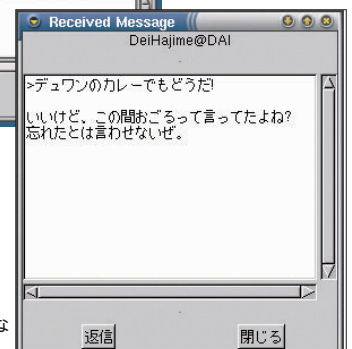 Received Message
DeiHajime@DAI
>デュワンのカレーでもどうだ!
いいけど、この間おごるって言ってたよね?
忘れたとは言わせないぜ。
な
返信
閉じる